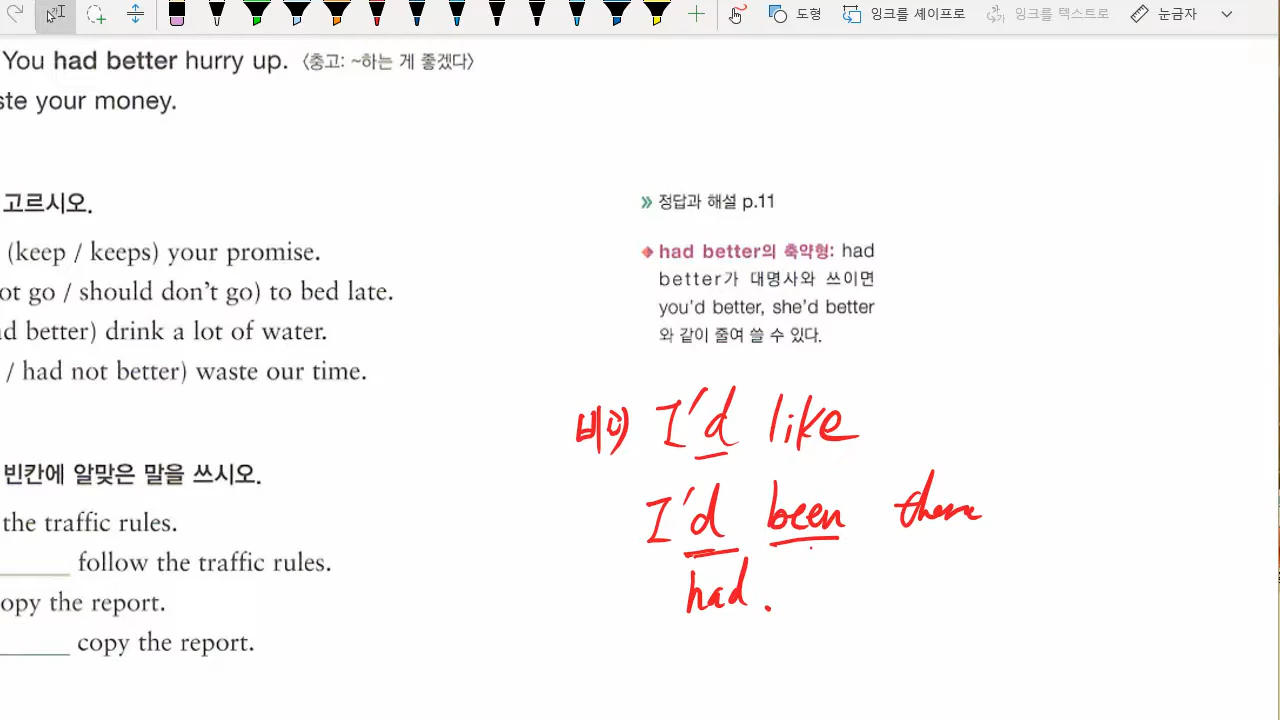 도형
잉크를 셰이프로
잉크를 텍스트로
눈금자
You had better hurry up. 〈충고: ~하는 게 좋겠다〉
ste your money.
고르시오.
» 정답과 해설 p.11
(keep / keeps) your promise.
had better의 축약형: had
better가 대명사와 쓰이면
ot go / should don't go) to bed late.
you'd better, she'd better
d better) drink a lot of water.
와 같이 줄여 쓸 수 있다.
/ had not better) waste our time.
I'd like
빈칸에 알맞은 말을 쓰시오.
I'd been there
the traffic rules.
____ follow the traffic rules.
had.
opy the report.
____ copy the report.